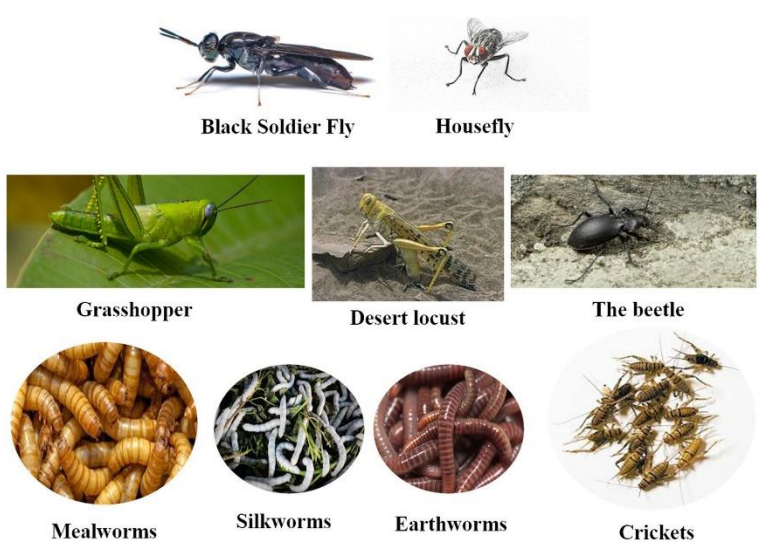 Black Soldier Fly
Housefly
Grasshopper
Desert locust
The beetle
Mealworms
Silkworms
Earthworms
Crickets